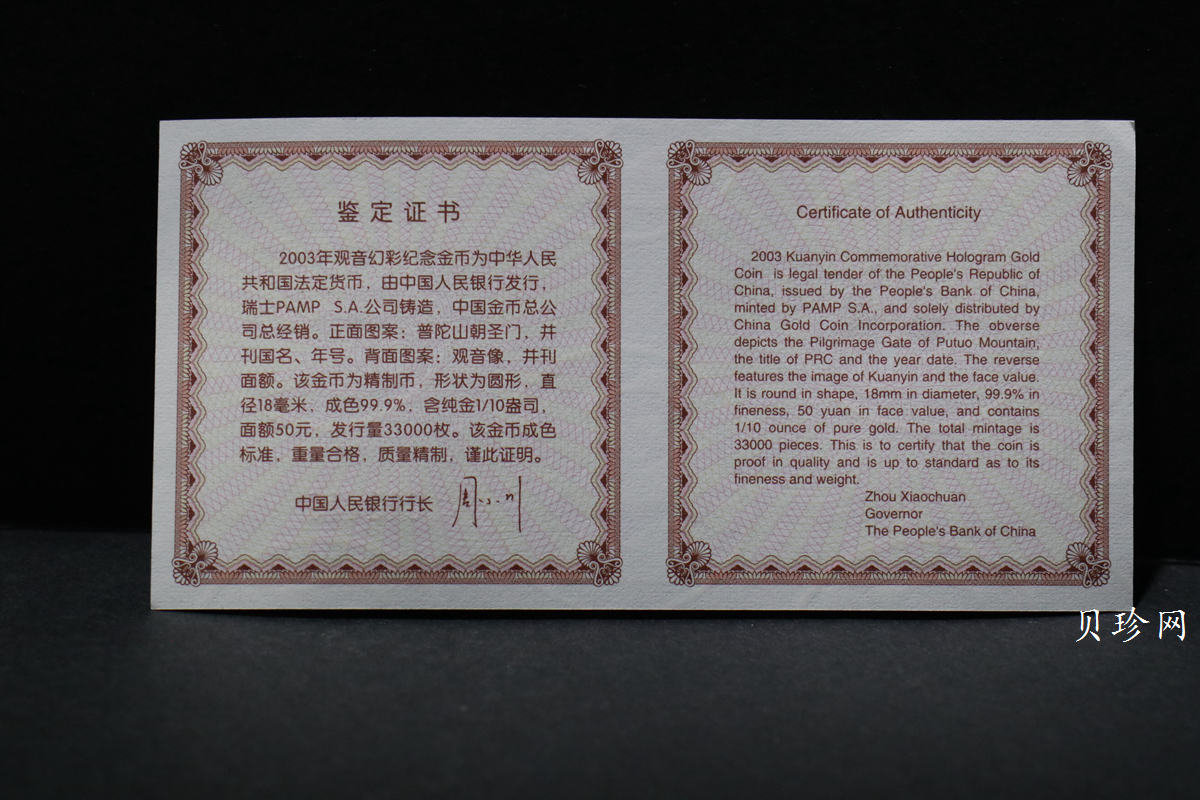 鉴定证书
2003年观音幻彩纪念金币为中华人民
共和国法定货币，由中国人民银行发行，
瑞士PAMP S.A.公司铸造，中国金币总公
司总经销。正面图案：普陀山朝圣门，并
刊国名、年号。背面图案：观音像，并刊
面额。该金币为精制币，形状为圆形，直
径18毫米，成色99.9%，含纯金1/10盎司，
面额50元，发行量33000枚。该金币成色
标准，重量合格，质量精制，谨此证明。
中国人民银行行长 周小川
Certificate of Authenticity
2003 Kuanyin Commemorative Hologram Gold
Coin is legal tender of the People's Republic of
China, issued by the People's Bank of China,
minted by PAMP S.A., and solely distributed by
China Gold Coin Incorporation. The obverse
depicts the Pilgrimage Gate of Putuo Mountain,
the title of PRC and the year date. The reverse
features the image of Kuanyin and the face value.
It is round in shape, 18mm in diameter, 99.9% in
fineness, 50 yuan in face value, and contains
1/10 ounce of pure gold. The total mintage is
33000 pieces. This is to certify that the coin is
proof in quality and is up to standard as to its
fineness and weight.
Zhou Xiaochuan
Governor
The People's Bank of China
贝珍网